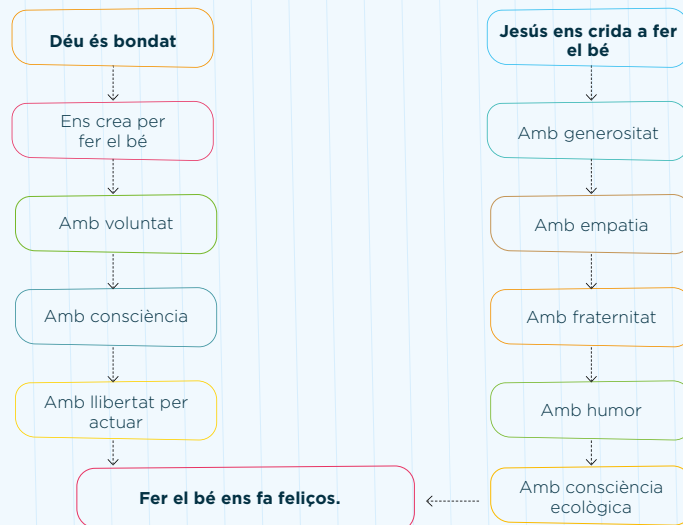 Déu és bondat
Ens crea per
fer el bé
Amb voluntat
Amb consciència
Amb llibertat per
actuar
Jesús ens crida a fer
el bé
Amb generositat
Amb empatia
Amb fraternitat
Amb humor
Amb consciència
ecològica
Fer el bé ens fa feliços.